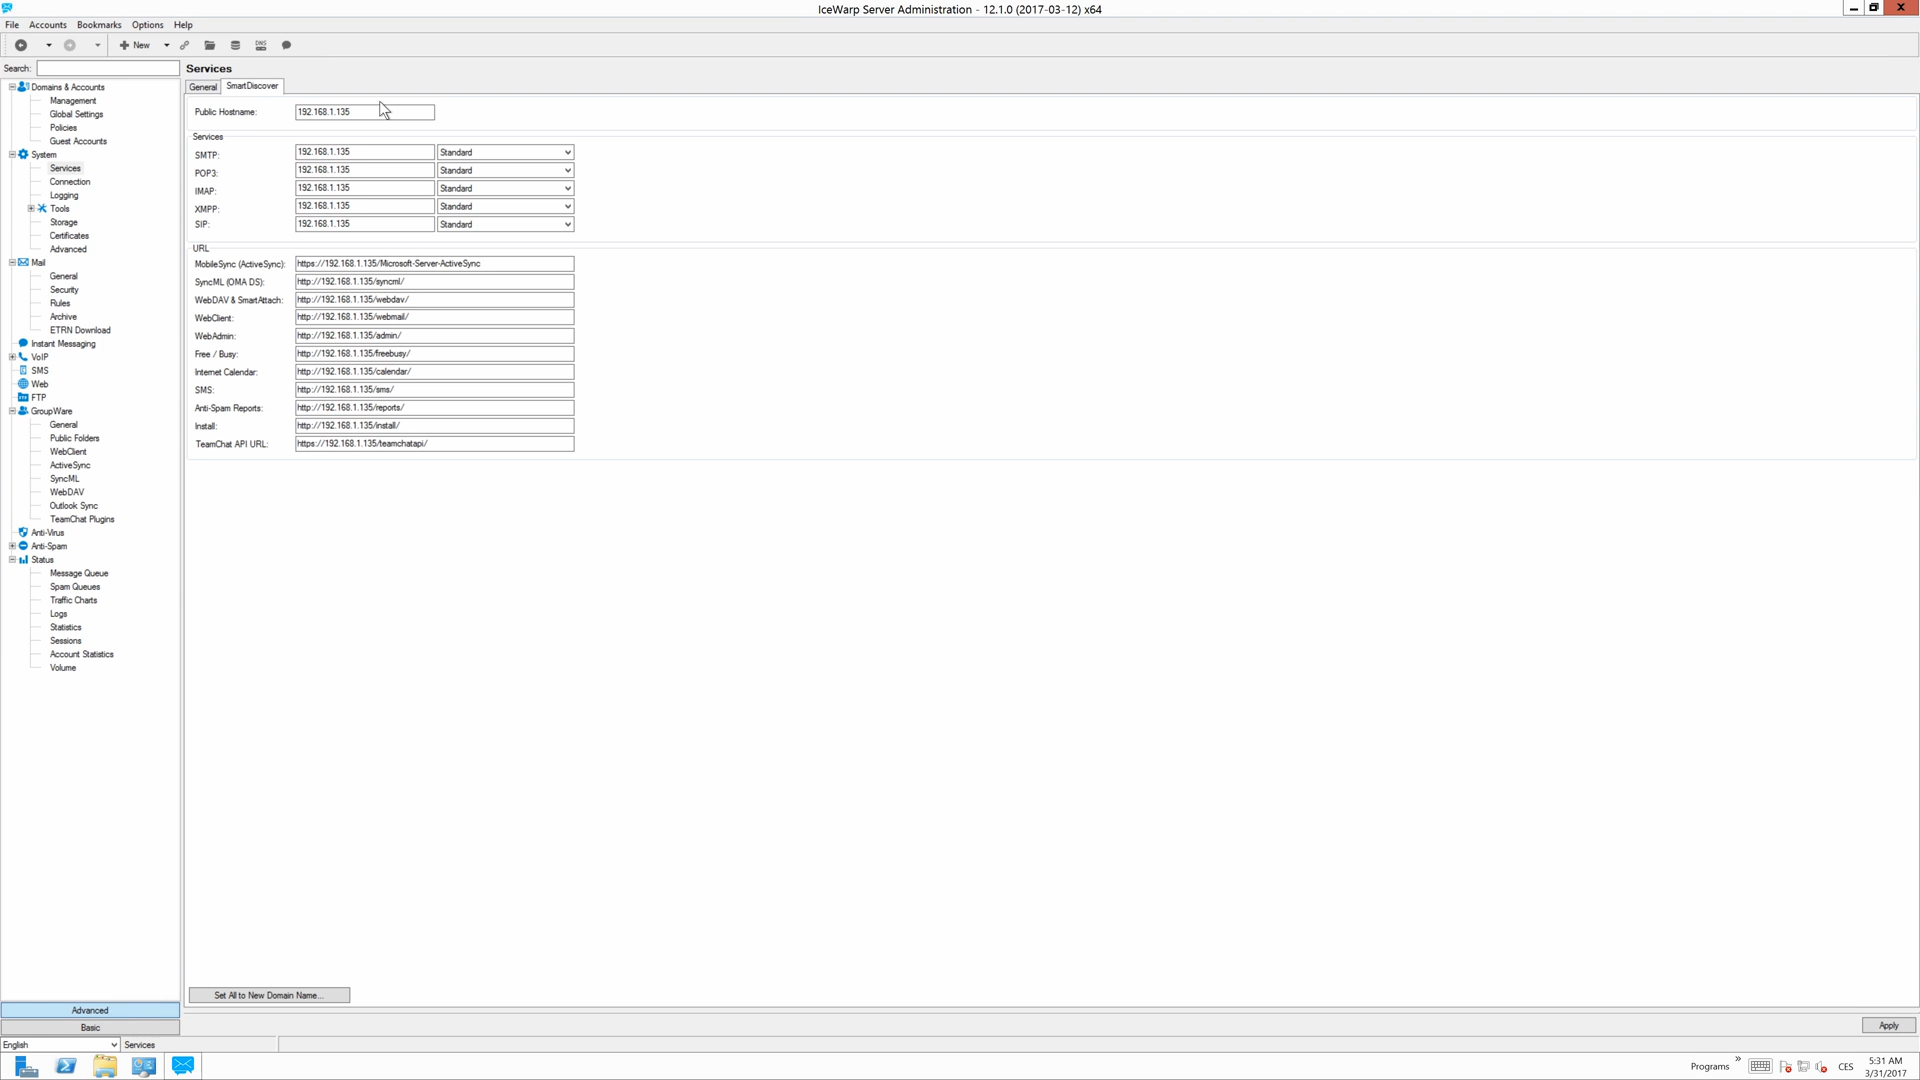 IceWarp Server Administration - 12.1.0 (2017-03-12) x64
File Accounts Bookmarks Options Help
New DNS
Search: Services
General SmartDiscover
Domains & Accounts
Management
Global Settings
Policies
Guest Accounts
System
Services
Connection
Logging
Tools
Storage
Certificates
Advanced
Mail
General
Security
Rules
Archive
ETRN Download
Instant Messaging
VoIP
SMS
Web
FTP
GroupWare
General
Public Folders
WebClient
ActiveSync
SyncML
WebDAV
Outlook Sync
TeamChat Plugins
Anti-Virus
Anti-Spam
Status
Message Queue
Spam Queues
Traffic Charts
Logs
Statistics
Sessions
Account Statistics
Volume
Public Hostname: 192.168.1.135
Services
SMTP: 192.168.1.135 Standard
POP3: 192.168.1.135 Standard
IMAP: 192.168.1.135 Standard
XMPP: 192.168.1.135 Standard
SIP: 192.168.1.135 Standard
URL
MobileSync (ActiveSync): https://192.168.1.135/Microsoft-Server-ActiveSync
SyncML (OMA DS): http://192.168.1.135/syncml/
WebDAV & SmartAttach: http://192.168.1.135/webdav/
WebClient: http://192.168.1.135/webmail/
WebAdmin: http://192.168.1.135/admin/
Free / Busy: http://192.168.1.135/freebusy/
Internet Calendar: http://192.168.1.135/calendar/
SMS: http://192.168.1.135/sms/
Anti-Spam Reports: http://192.168.1.135/reports/
Install: http://192.168.1.135/install/
TeamChat API URL: https://192.168.1.135/teamchatapi/
Set All to New Domain Name...
Advanced
Basic
Apply
English Services
Programs CES 5:31 AM
3/31/2017